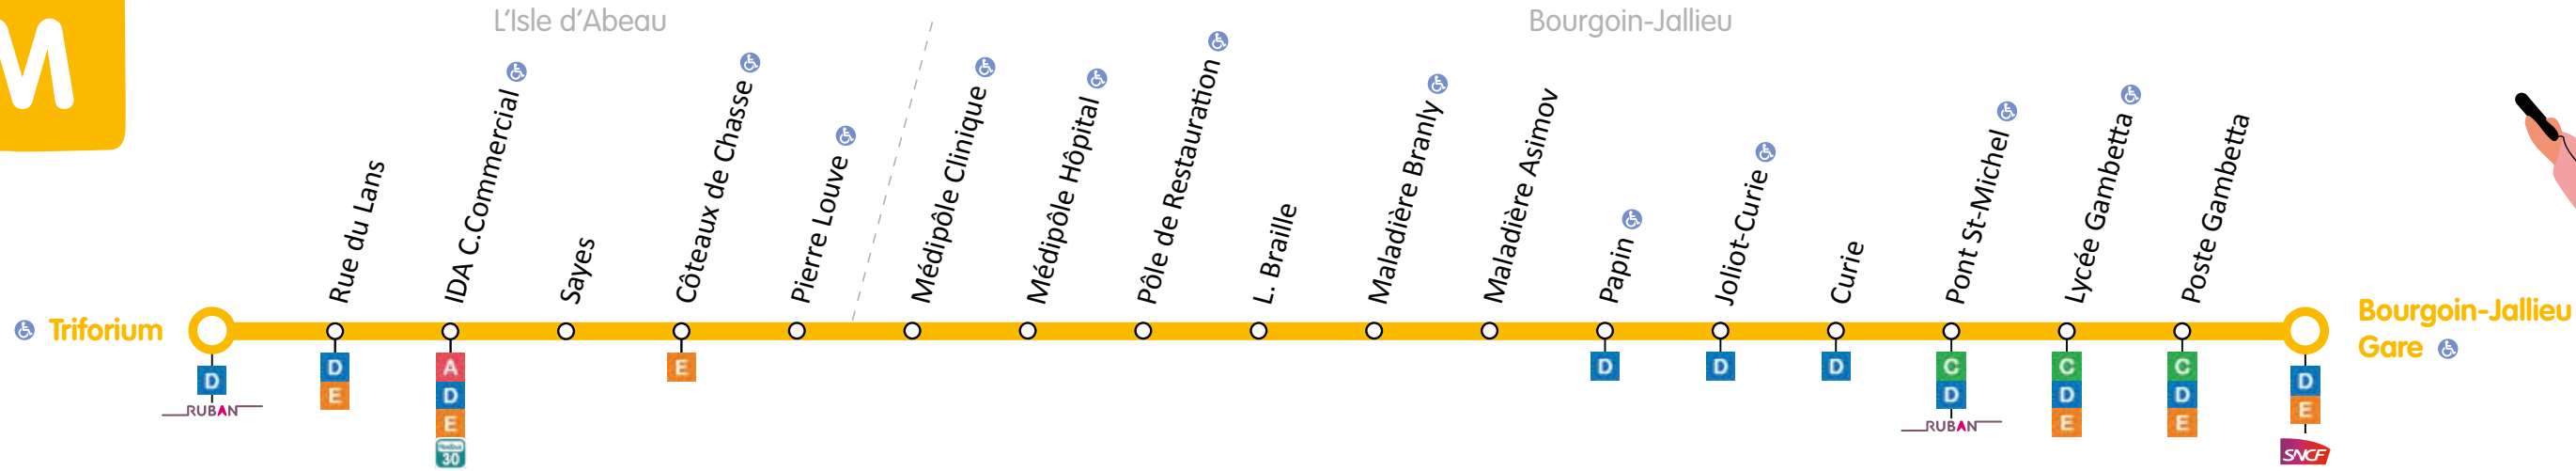 M
L'Isle d'Abeau
Bourgoin-Jallieu
Triforium
Rue du Lans
IDA C.Commercial
Sayes
Côteaux de Chasse
Pierre Louve
Médipôle Clinique
Médipôle Hôpital
Pôle de Restauration
L. Braille
Maladière Branly
Maladière Asimov
Papin
Joliot-Curie
Curie
Pont St-Michel
Lycée Gambetta
Poste Gambetta
Bourgoin-Jallieu
Gare
D
RUBAN
D
E
A
D
E
flexibus
30
E
D
D
D
C
D
RUBAN
C
D
E
C
D
E
D
E
SNCF